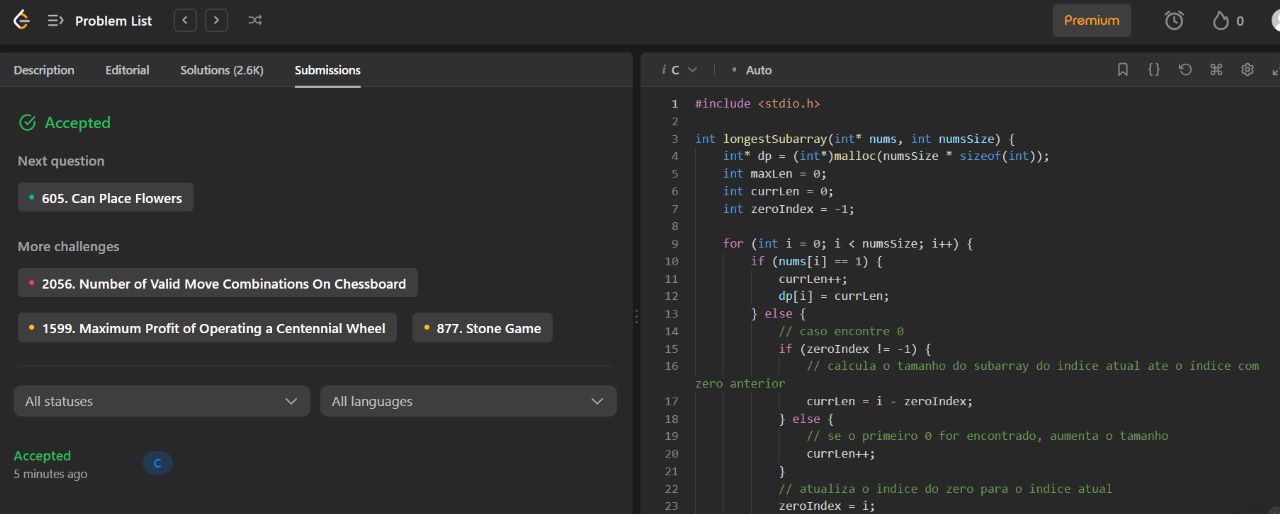 Problem List
Premium
0
Description Editorial Solutions (2.6K) Submissions
Accepted
Next question
605. Can Place Flowers
More challenges
2056. Number of Valid Move Combinations On Chessboard
1599. Maximum Profit of Operating a Centennial Wheel
877. Stone Game
All statuses
All languages
Accepted
5 minutes ago
C
i C
Auto
1 #include <stdio.h>
2
3 int longestSubarray(int* nums, int numsSize) {
4 int* dp = (int*)malloc(numsSize * sizeof(int));
5 int maxLen = 0;
6 int currLen = 0;
7 int zeroIndex = -1;
8
9 for (int i = 0; i < numsSize; i++) {
10 if (nums[i] == 1) {
11 currLen++;
12 dp[i] = currLen;
13 } else {
14 // caso encontre 0
15 if (zeroIndex != -1) {
16 // calcula o tamanho do subarray do indice atual ate o índice com
zero anterior
17 currLen = i - zeroIndex;
18 } else {
19 // se o primeiro 0 for encontrado, aumenta o tamanho
20 currLen++;
21 }
22 // atualiza o indice do zero para o indice atual
23 zeroIndex = i;